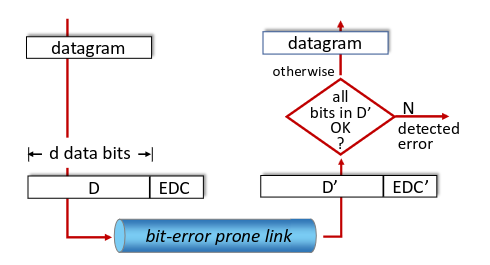 datagram
datagram
otherwise
all
bits in D’
OK
?
N
detected
error
d data bits
D
EDC
D’
EDC’
bit-error prone link